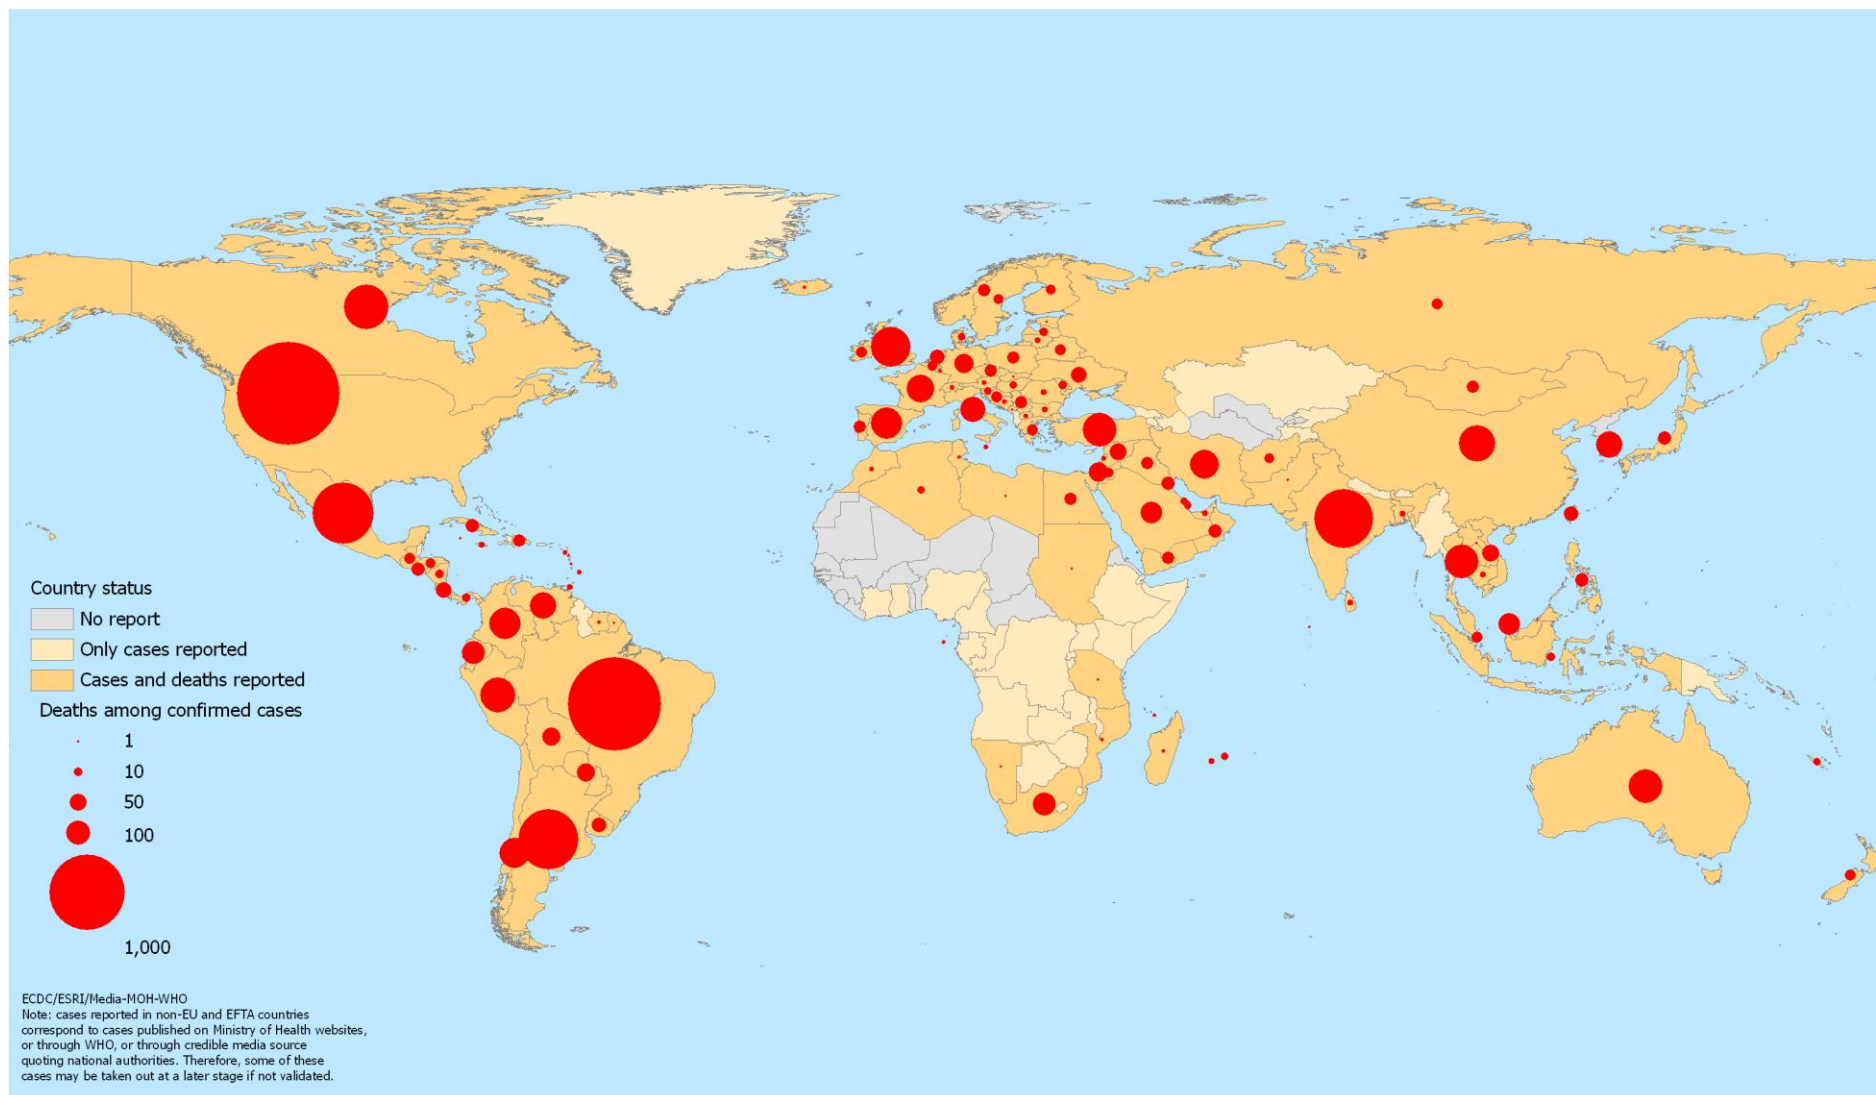 Country status
No report
Only cases reported
Cases and deaths reported
Deaths among confirmed cases
1
10
50
100
1,000
ECDC/ESRI/Media-MOH-WHO
Note: cases reported in non-EU and EFTA countries
correspond to cases published on Ministry of Health websites,
or through WHO, or through credible media source
quoting national authorities. Therefore, some of these
cases may be taken out at a later stage if not validated.